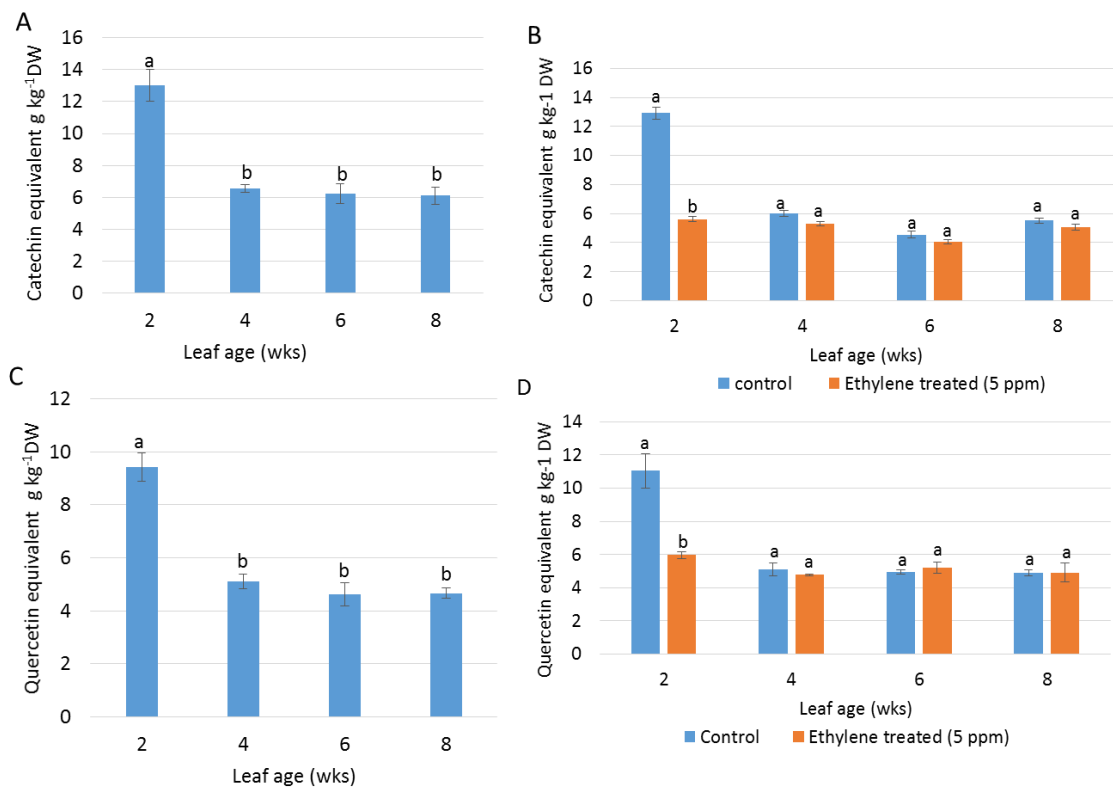 A
Catechin equivalent g kg-1DW
16
14
12
10
8
6
4
2
0
a
b
b
b
2 4 6 8
Leaf age (wks)
B
Catechin equivalent g kg-1 DW
16
14
12
10
8
6
4
2
0
a
b
a a
a a
a a
2 4 6 8
Leaf age (wks)
control Ethylene treated (5 ppm)
C
Quercetin equivalent g kg-1DW
12
10
8
6
4
2
0
a
b
b
b
2 4 6 8
Leaf age (wks)
D
Quercetin equivalent g kg-1 DW
14
12
10
8
6
4
2
0
a
b
a a
a a
a a
2 4 6 8
Leaf age (wks)
Control Ethylene treated (5 ppm)